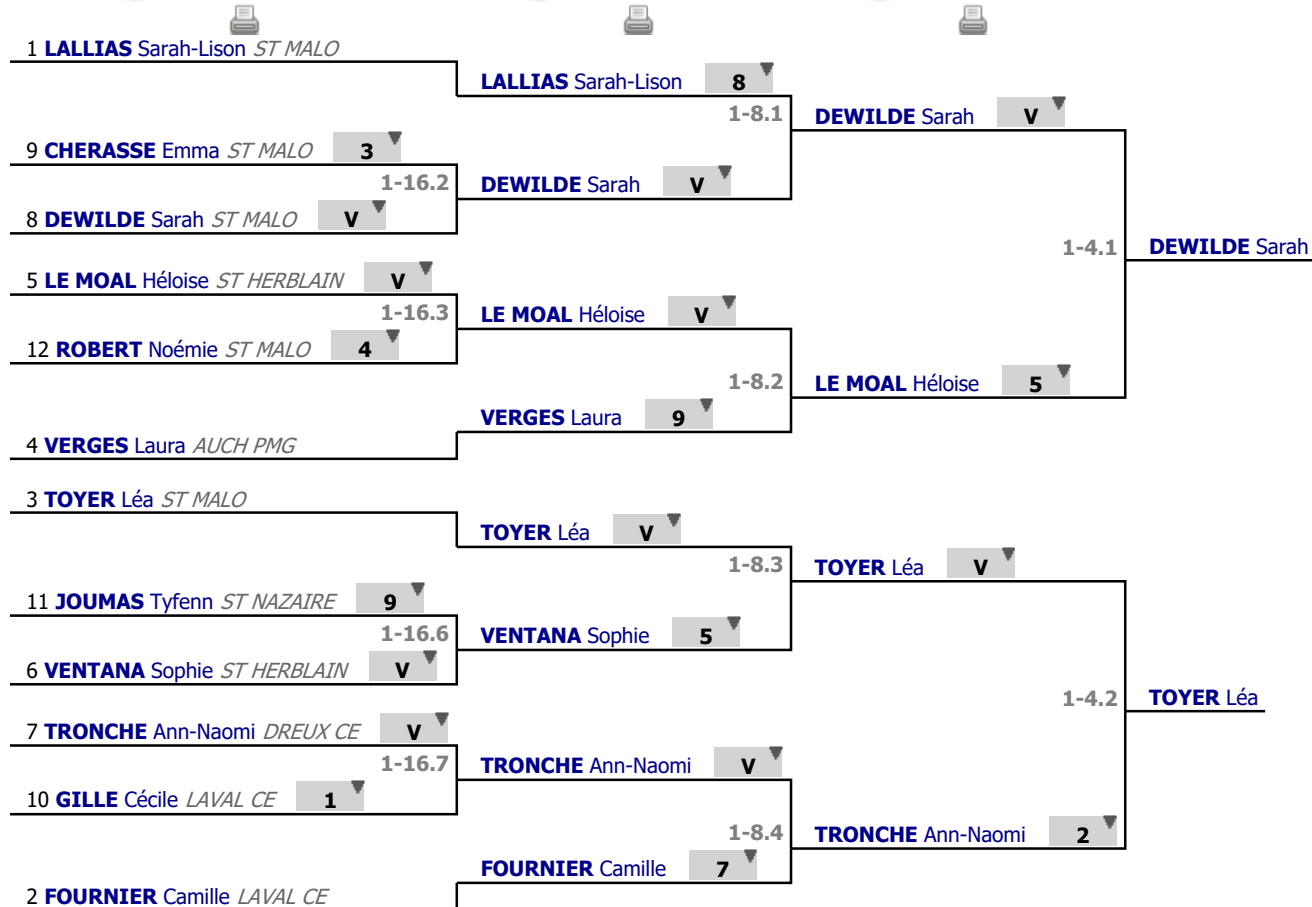 1 LALLIAS Sarah-Lison ST MALO
LALLIAS Sarah-Lison 8
1-8.1
DEWILDE Sarah V
9 CHERASSE Emma ST MALO 3
1-16.2
DEWILDE Sarah V
8 DEWILDE Sarah ST MALO V
1-4.1
DEWILDE Sarah
5 LE MOAL Héloise ST HERBLAIN V
1-16.3
LE MOAL Héloise V
12 ROBERT Noémie ST MALO 4
1-8.2
LE MOAL Héloise 5
VERGES Laura 9
4 VERGES Laura AUCH PMG
3 TOYER Léa ST MALO
TOYER Léa V
1-8.3
TOYER Léa V
11 JOUMAS Tyfenn ST NAZAIRE 9
1-16.6
VENTANA Sophie 5
6 VENTANA Sophie ST HERBLAIN V
1-4.2
TOYER Léa
7 TRONCHE Ann-Naomi DREUX CE V
1-16.7
TRONCHE Ann-Naomi V
10 GILLE Cécile LAVAL CE 1
1-8.4
TRONCHE Ann-Naomi 2
FOURNIER Camille 7
2 FOURNIER Camille LAVAL CE